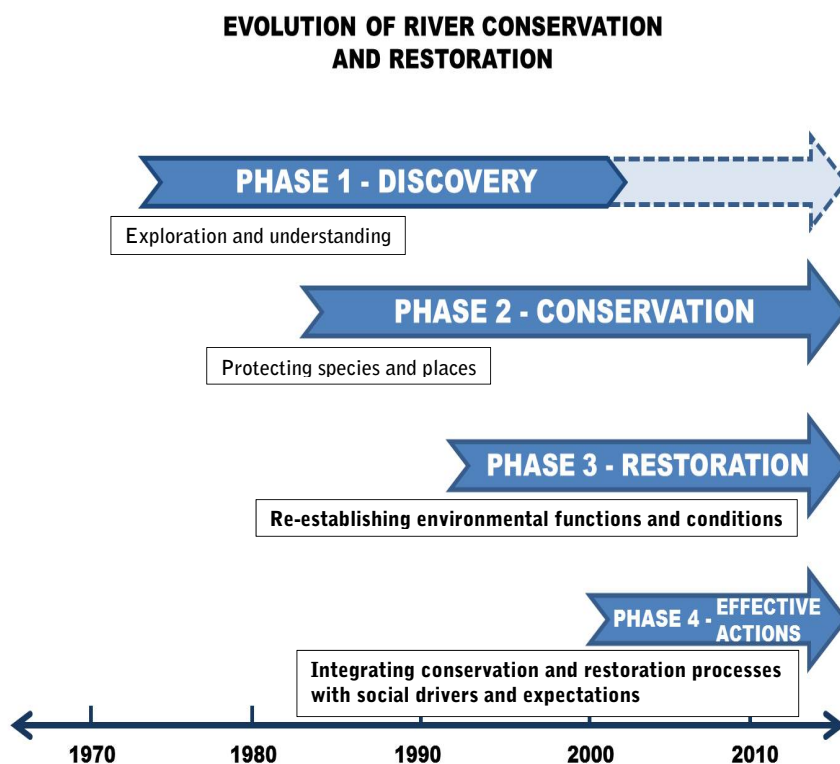 EVOLUTION OF RIVER CONSERVATION
AND RESTORATION
PHASE 1 - DISCOVERY
Exploration and understanding
PHASE 2 - CONSERVATION
Protecting species and places
PHASE 3 - RESTORATION
Re-establishing environmental functions and conditions
PHASE 4 - EFFECTIVE
ACTIONS
Integrating conservation and restoration processes
with social drivers and expectations
1970 1980 1990 2000 2010